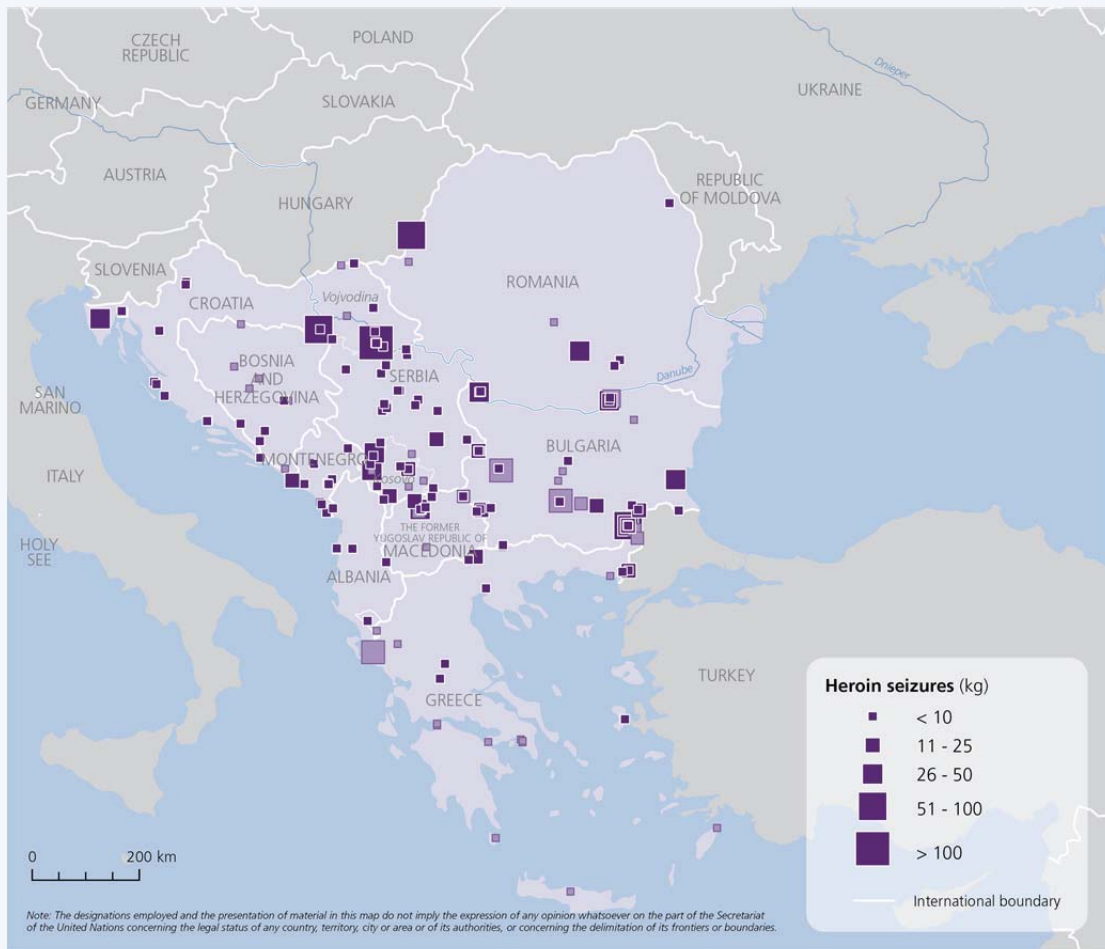 CZECH
REPUBLIC
POLAND
Dnieper
UKRAINE
GERMANY
SLOVAKIA
AUSTRIA
REPUBLIC
OF MOLDOVA
HUNGARY
SLOVENIA
ROMANIA
CROATIA
Vojvodina
BOSNIA
AND
HERZEGOVINA
SERBIA
Danube
SAN
MARINO
BULGARIA
ITALY
MONTENEGRO
Kosovo
THE FORMER
YUGOSLAV REPUBLIC OF
MACEDONIA
HOLY
SEE
ALBANIA
TURKEY
GREECE
Heroin seizures (kg)
< 10
11 - 25
26 - 50
51 - 100
> 100
International boundary
0 200 km
Note: The designations employed and the presentation of material in this map do not imply the expression of any opinion whatsoever on the part of the Secretariat
of the United Nations concerning the legal status of any country, territory, city or area or of its authorities, or concerning the delimitation of its frontiers or boundaries.